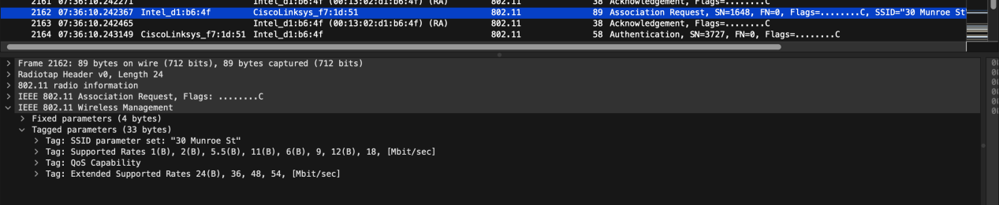 2161 07:36:10.242271 Intel_d1:b6:4f (00:13:02:d1:b6:4f) (RA) 802.11 38 Acknowledgement, Flags=........C
2162 07:36:10.242367 Intel_d1:b6:4f CiscoLinksys_f7:1d:51 802.11 89 Association Request, SN=1648, FN=0, Flags=........C, SSID="30 Munroe St
2163 07:36:10.242465 Intel_d1:b6:4f (00:13:02:d1:b6:4f) (RA) 802.11 38 Acknowledgement, Flags=........C
2164 07:36:10.243149 CiscoLinksys_f7:1d:51 Intel_d1:b6:4f 802.11 58 Authentication, SN=3727, FN=0, Flags=........C
Frame 2162: 89 bytes on wire (712 bits), 89 bytes captured (712 bits)
Radiotap Header v0, Length 24
802.11 radio information
IEEE 802.11 Association Request, Flags: ........C
IEEE 802.11 Wireless Management
Fixed parameters (4 bytes)
Tagged parameters (33 bytes)
Tag: SSID parameter set: "30 Munroe St"
Tag: Supported Rates 1(B), 2(B), 5.5(B), 11(B), 6(B), 9, 12(B), 18, [Mbit/sec]
Tag: QoS Capability
Tag: Extended Supported Rates 24(B), 36, 48, 54, [Mbit/sec]